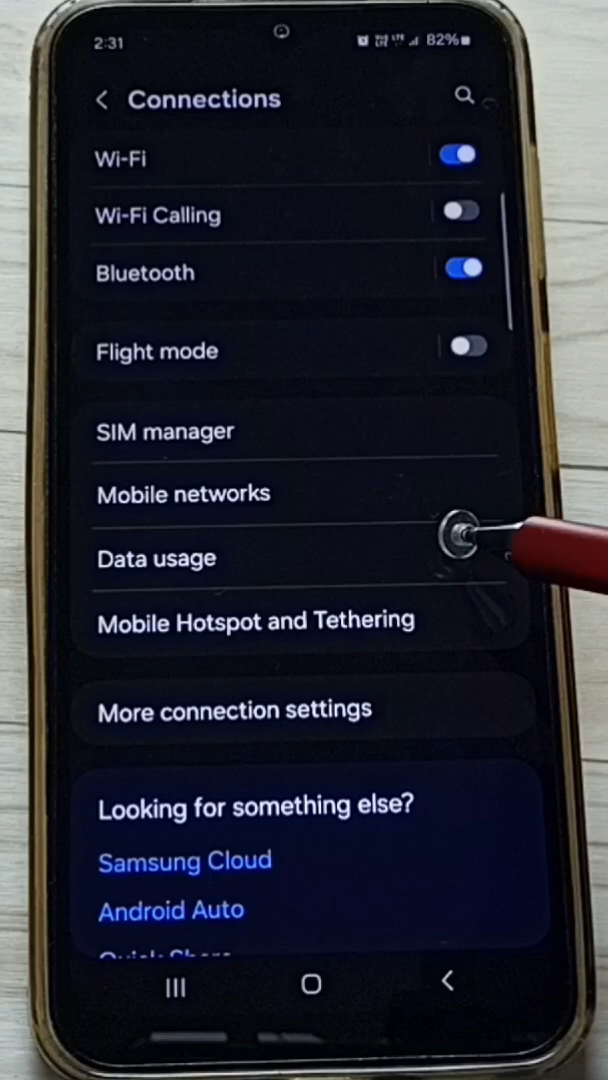 2:31
82%
Connections
Wi-Fi
Wi-Fi Calling
Bluetooth
Flight mode
SIM manager
Mobile networks
Data usage
Mobile Hotspot and Tethering
More connection settings
Looking for something else?
Samsung Cloud
Android Auto